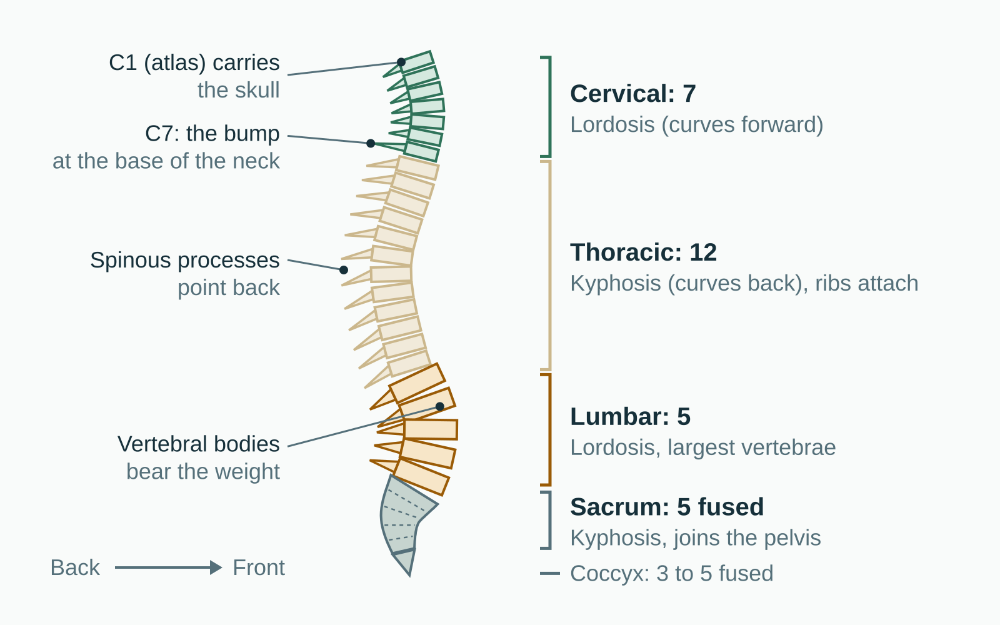 C1 (atlas) carries
the skull
C7: the bump
at the base of the neck
Spinous processes
point back
Vertebral bodies
bear the weight
Back
Front
Cervical: 7
Lordosis (curves forward)
Thoracic: 12
Kyphosis (curves back), ribs attach
Lumbar: 5
Lordosis, largest vertebrae
Sacrum: 5 fused
Kyphosis, joins the pelvis
Coccyx: 3 to 5 fused